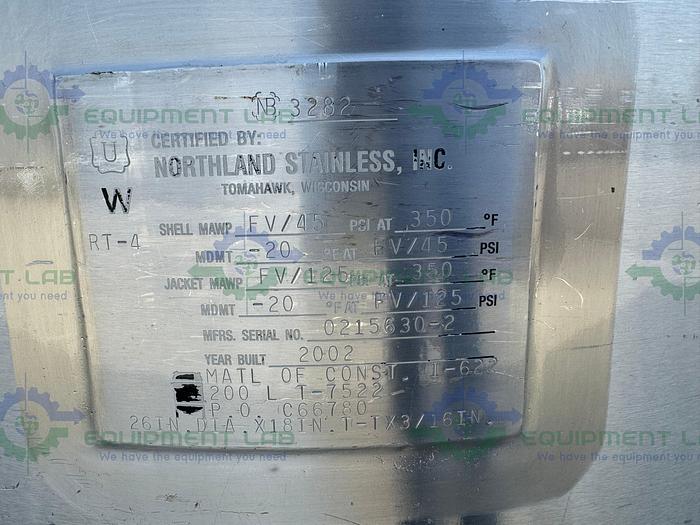 NB 3282
U
CERTIFIED BY:
NORTHLAND STAINLESS, INC.
TOMAHAWK, WISCONSIN
W
RT-4
SHELL MAWP FV/45 PSI AT 350 °F
MDMT -20 °F AT FV/45 PSI
JACKET MAWP FV/125 PSI AT 350 °F
MDMT -20 °F AT FV/125 PSI
MFRS. SERIAL NO. 0215630-2
YEAR BUILT 2002
MATL OF CONST.
200 L T-7522
P.O. C66780
26IN.DIA.X18IN.T-TX3/16IN.
EQUIPMENT LAB
We have the equipment you need